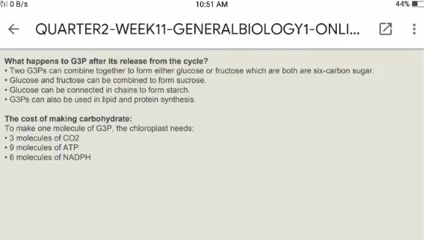 0 B/s 10:51 AM 44%
QUARTER2-WEEK11-GENERALBIOLOGY1-ONLI...
What happens to G3P after its release from the cycle?
• Two G3Ps can combine together to form either glucose or fructose which are both are six-carbon sugar.
• Glucose and fructose can be combined to form sucrose.
• Glucose can be connected in chains to form starch.
• G3Ps can also be used in lipid and protein synthesis.
The cost of making carbohydrate:
To make one molecule of G3P, the chloroplast needs:
• 3 molecules of CO2
• 9 molecules of ATP
• 6 molecules of NADPH